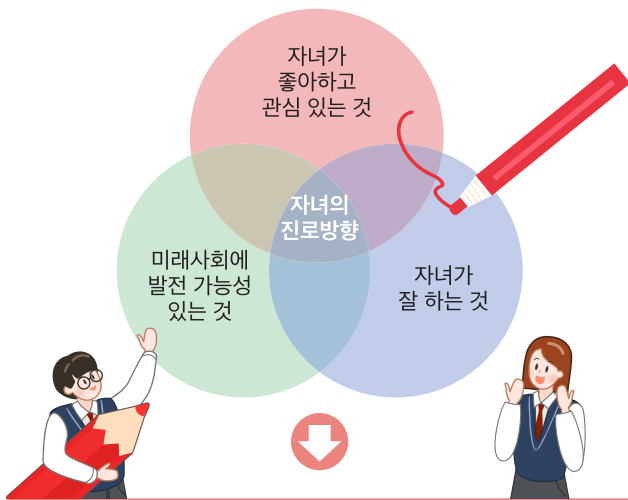 자녀가
좋아하고
관심 있는 것
자녀의
진로방향
미래사회에
발전 가능성
있는 것
자녀가
잘 하는 것